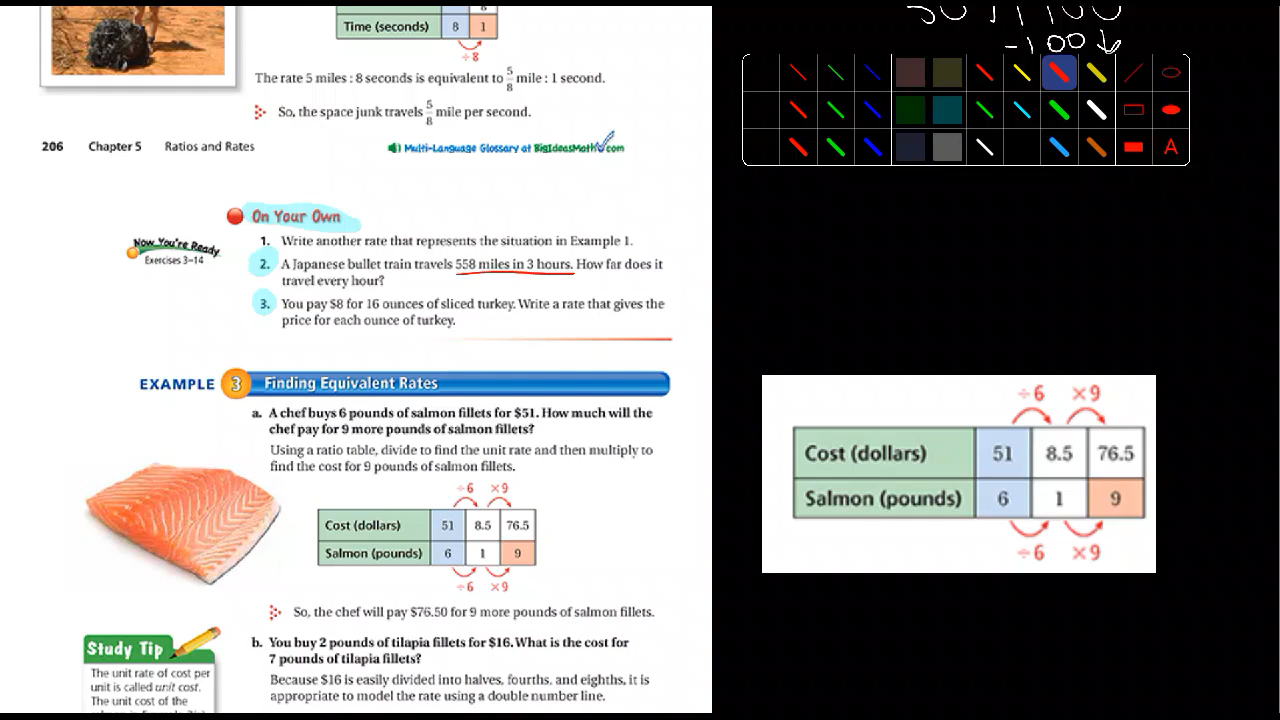 8
Time (seconds) 8 1
÷8
The rate 5 miles : 8 seconds is equivalent to 5/8 mile : 1 second.
So, the space junk travels 5/8 mile per second.
206 Chapter 5 Ratios and Rates
Multi-Language Glossary at BigIdeasMath.com
On Your Own
Now You're Ready
Exercises 3–14
1. Write another rate that represents the situation in Example 1.
2. A Japanese bullet train travels 558 miles in 3 hours. How far does it
travel every hour?
3. You pay $8 for 16 ounces of sliced turkey. Write a rate that gives the
price for each ounce of turkey.
EXAMPLE 3 Finding Equivalent Rates
a. A chef buys 6 pounds of salmon fillets for $51. How much will the
chef pay for 9 more pounds of salmon fillets?
Using a ratio table, divide to find the unit rate and then multiply to
find the cost for 9 pounds of salmon fillets.
÷6 ×9
Cost (dollars) 51 8.5 76.5
Salmon (pounds) 6 1 9
÷6 ×9
So, the chef will pay $76.50 for 9 more pounds of salmon fillets.
Study Tip
The unit rate of cost per
unit is called unit cost.
The unit cost of the
b. You buy 2 pounds of tilapia fillets for $16. What is the cost for
7 pounds of tilapia fillets?
Because $16 is easily divided into halves, fourths, and eighths, it is
appropriate to model the rate using a double number line.
-100
A
÷6 ×9
Cost (dollars) 51 8.5 76.5
Salmon (pounds) 6 1 9
÷6 ×9